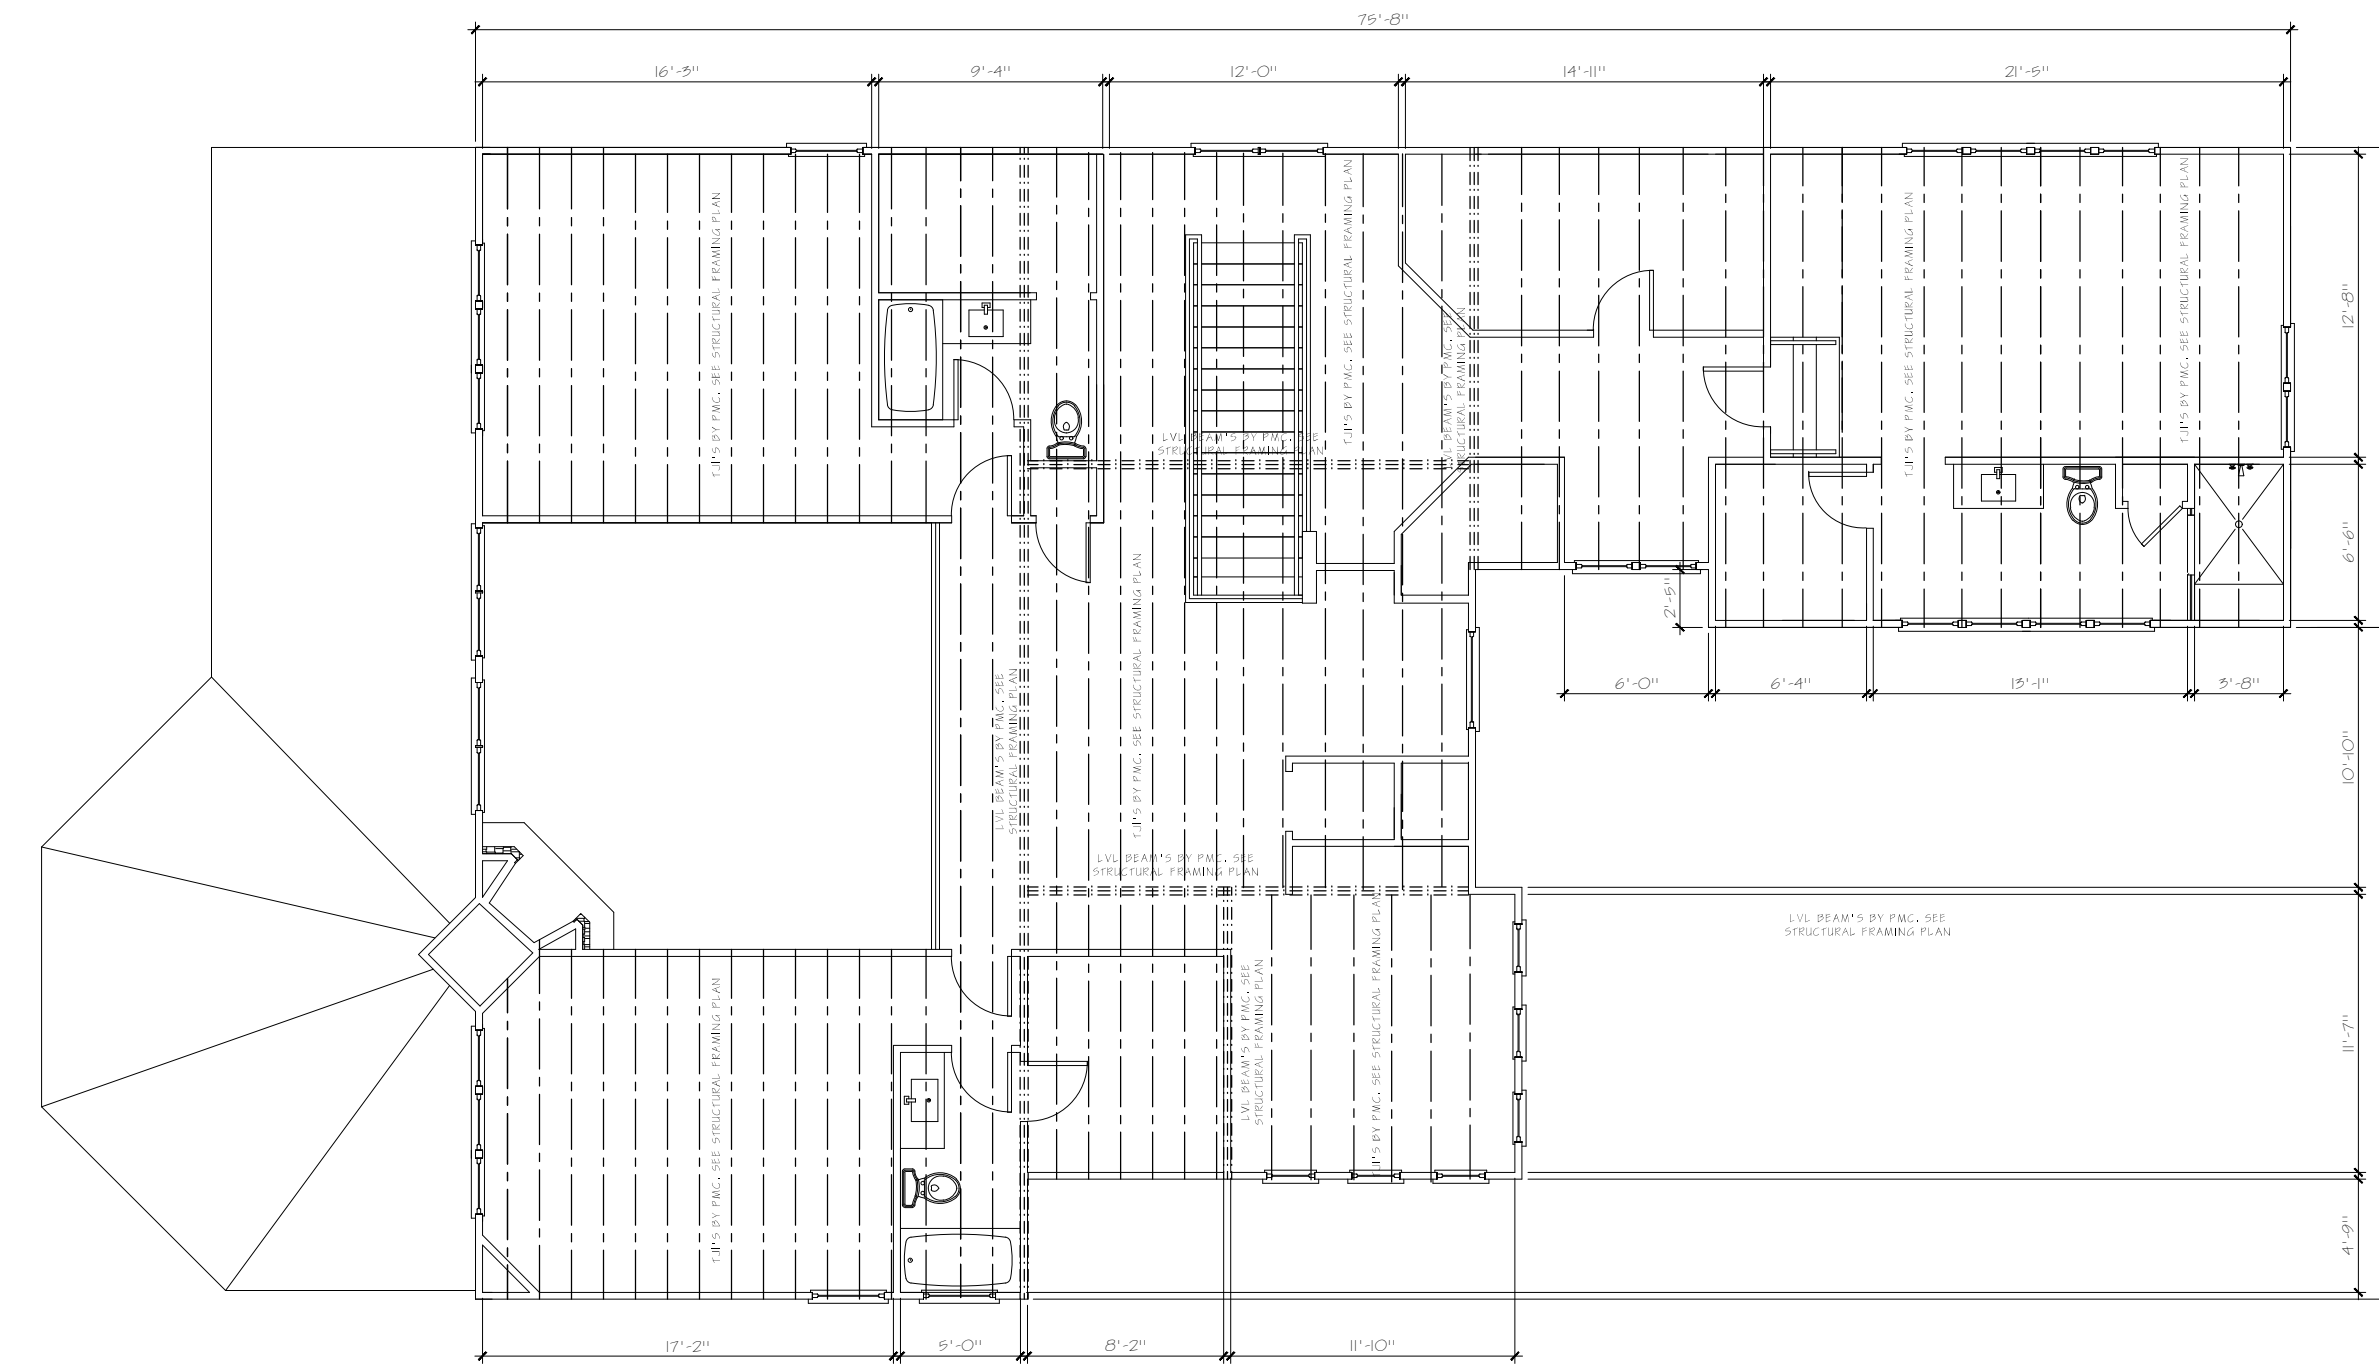 75'-8"
16'-3"
9'-4"
12'-0"
14'-11"
21'-5"
TJI'S BY PMC. SEE STRUCTURAL FRAMING PLAN
TJI'S BY PMC. SEE STRUCTURAL FRAMING PLAN
TJI'S BY PMC. SEE STRUCTURAL FRAMING PLAN
TJI'S BY PMC. SEE STRUCTURAL FRAMING PLAN
12'-8"
LVL BEAM'S BY PMC. SEE
STRUCTURAL FRAMING PLAN
LVL BEAM'S BY PMC. SEE
STRUCTURAL FRAMING PLAN
6'-6"
2'-5"
6'-0"
6'-4"
13'-1"
3'-8"
LVL BEAM'S BY PMC. SEE
STRUCTURAL FRAMING PLAN
TJI'S BY PMC. SEE STRUCTURAL FRAMING PLAN
10'-10"
LVL BEAM'S BY PMC. SEE
STRUCTURAL FRAMING PLAN
LVL BEAM'S BY PMC. SEE
STRUCTURAL FRAMING PLAN
TJI'S BY PMC. SEE STRUCTURAL FRAMING PLAN
LVL BEAM'S BY PMC. SEE
STRUCTURAL FRAMING PLAN
TJI'S BY PMC. SEE STRUCTURAL FRAMING PLAN
11'-7"
4'-9"
17'-2"
5'-0"
8'-2"
11'-10"